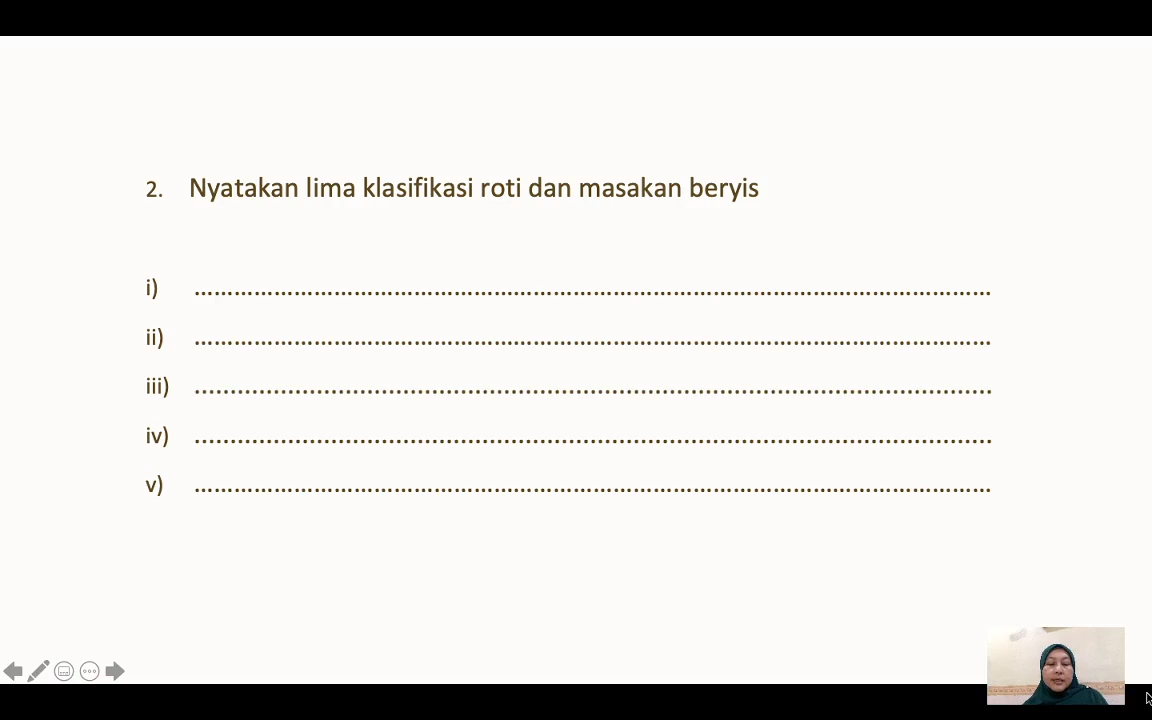 2. Nyatakan lima klasifikasi roti dan masakan beryis
i) ................................................................................
ii) ................................................................................
iii) ................................................................................
iv) ................................................................................
v) ................................................................................